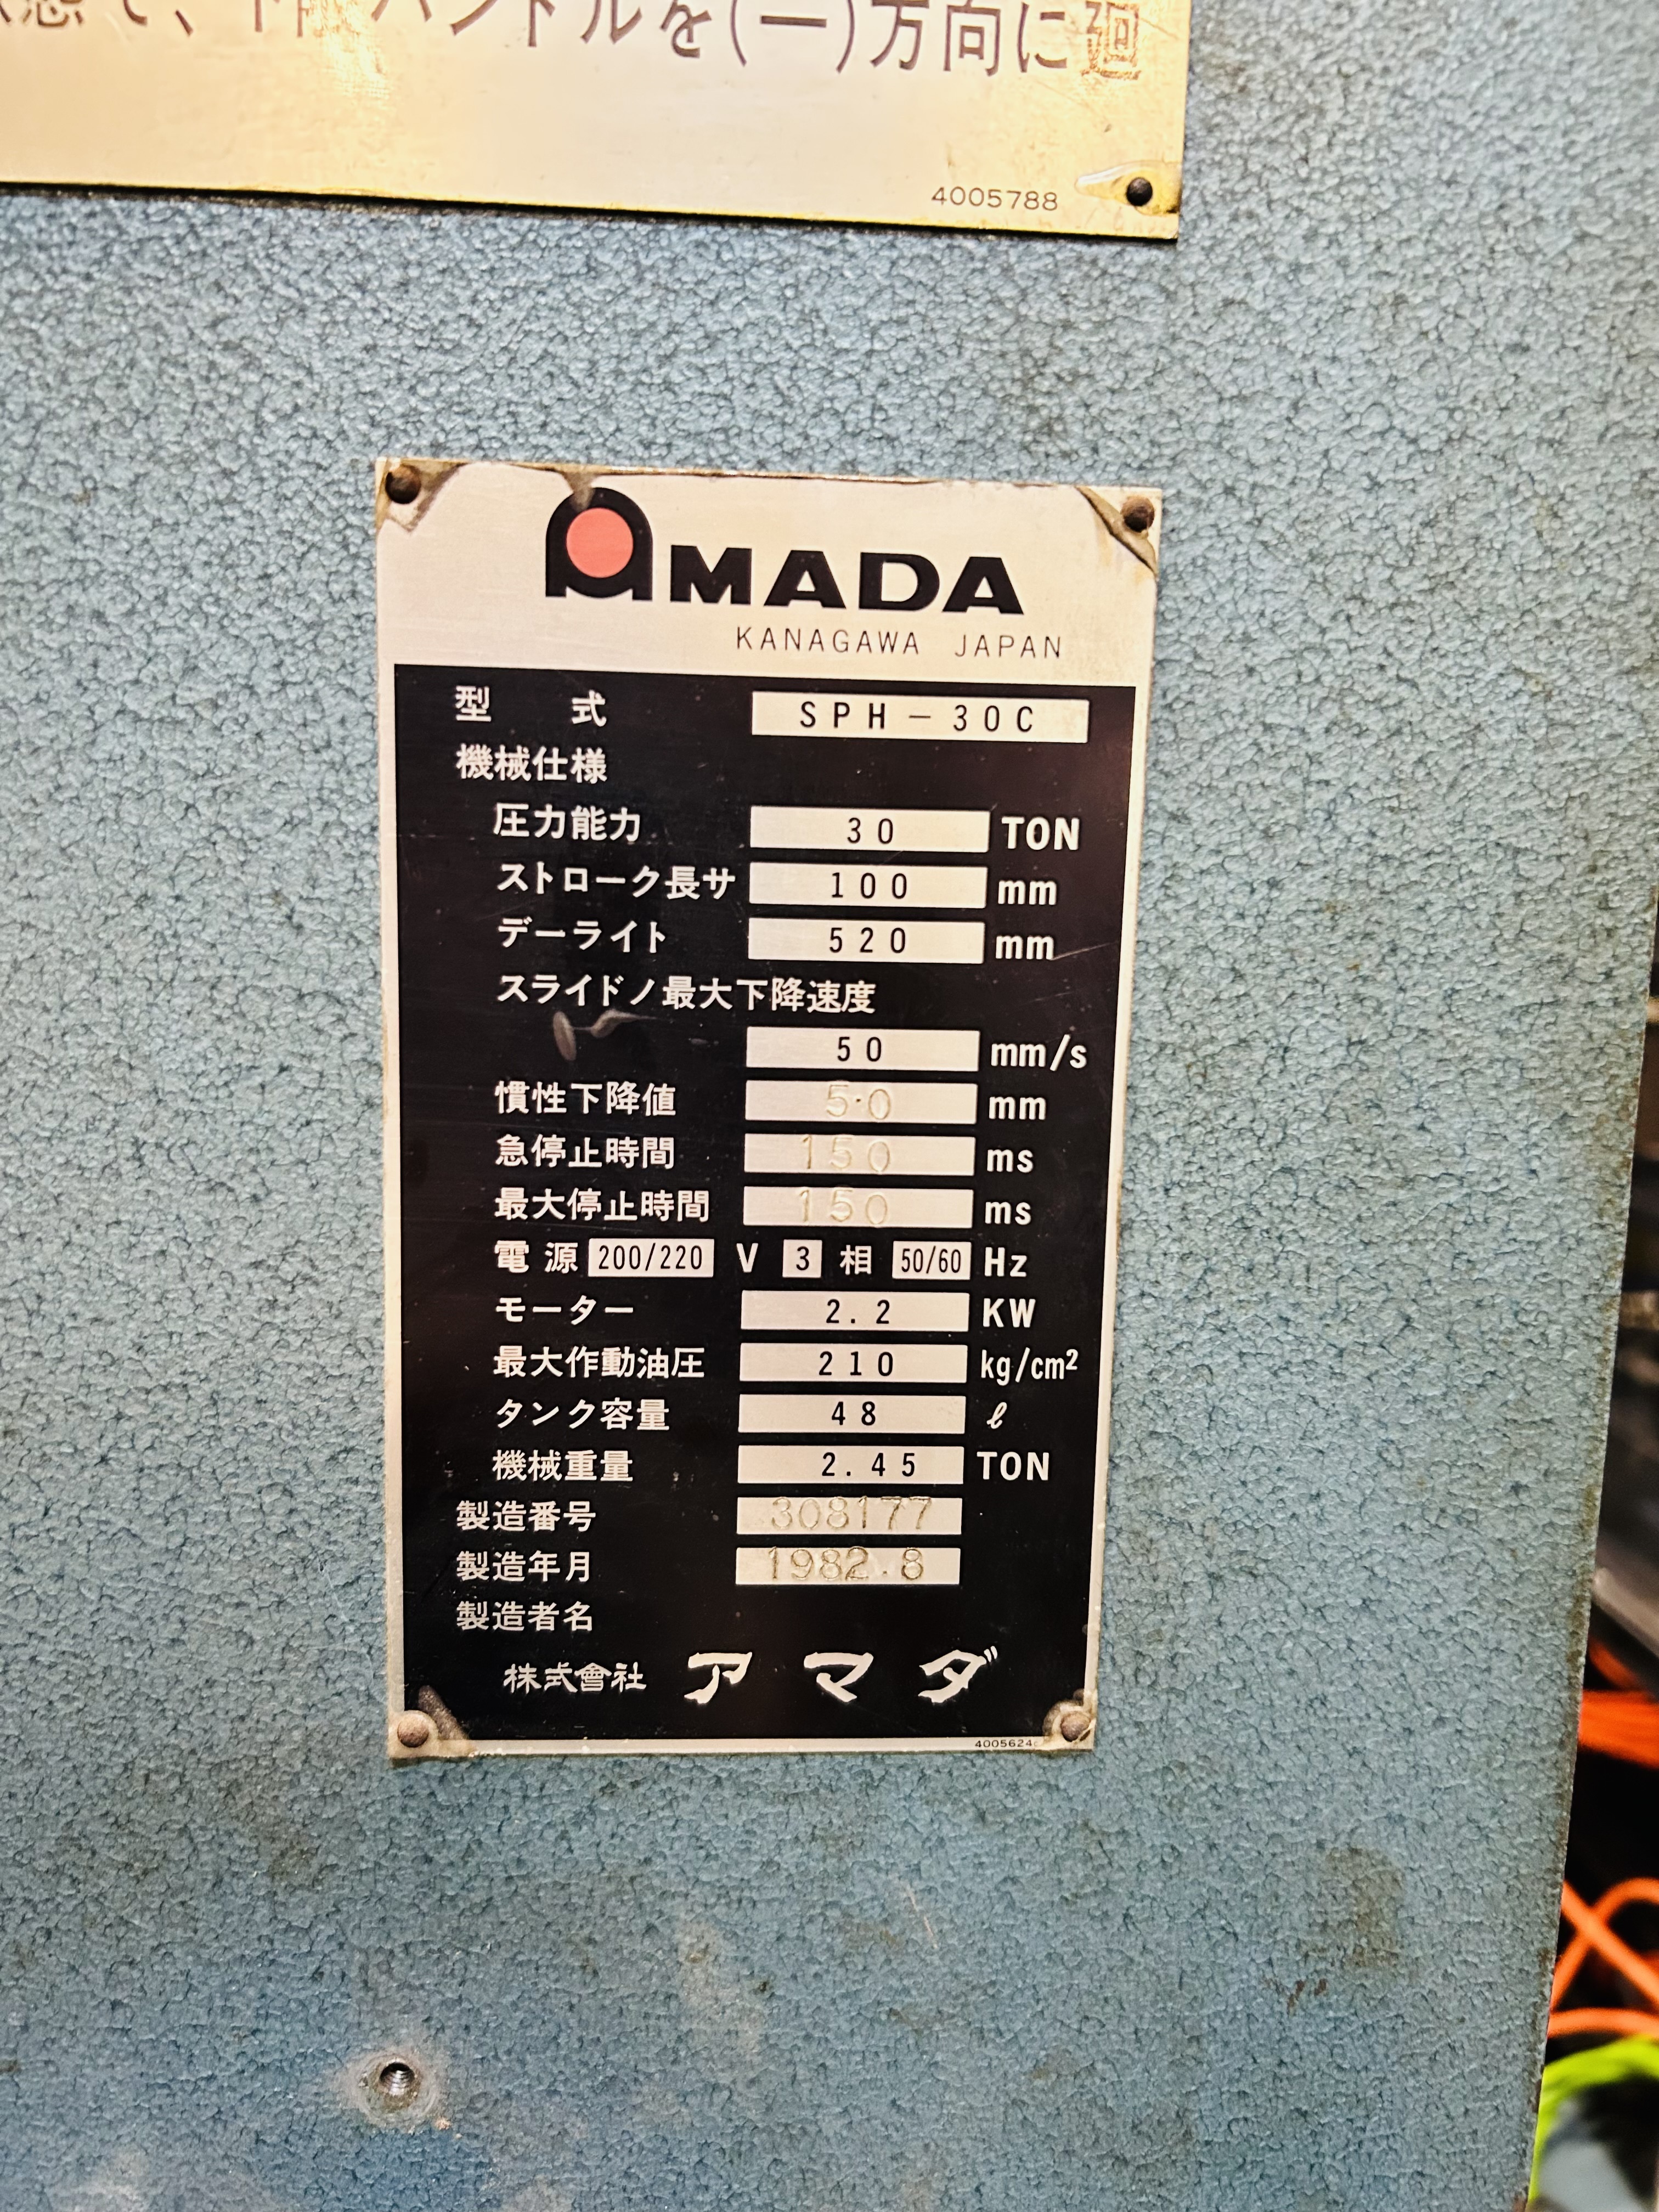 で、下降ハンドルを(一)方向に廻
4005788
AMADA
KANAGAWA JAPAN
型 式 SPH-30C
機械仕様
圧力能力 30 TON
ストローク長サ 100 mm
デーライト 520 mm
スライドノ最大下降速度
50 mm/s
慣性下降値 5.0 mm
急停止時間 150 ms
最大停止時間 150 ms
電源 200/220 V 3 相 50/60 Hz
モーター 2.2 KW
最大作動油圧 210 kg/cm²
タンク容量 48 ℓ
機械重量 2.45 TON
製造番号 308177
製造年月 1982.8
製造者名
株式會社 アマダ
4005624